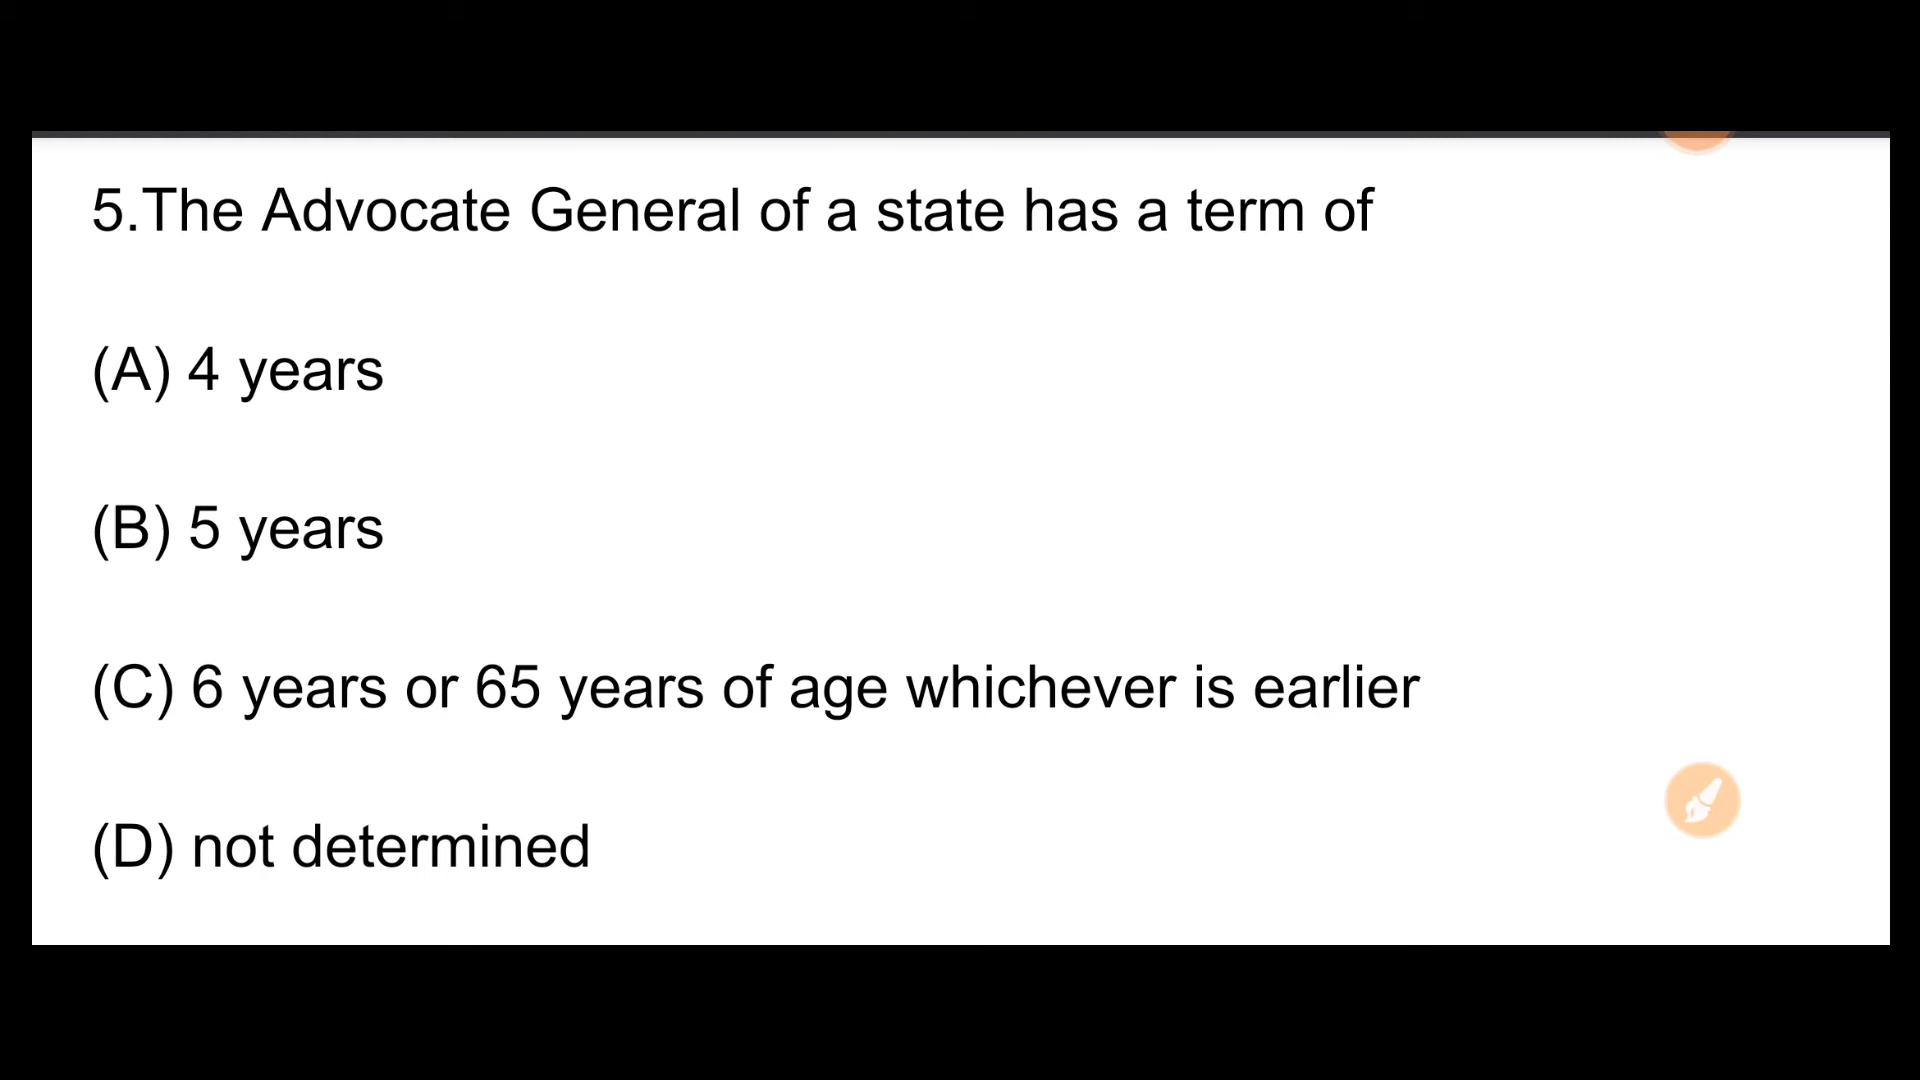 5.The Advocate General of a state has a term of
(A) 4 years
(B) 5 years
(C) 6 years or 65 years of age whichever is earlier
(D) not determined